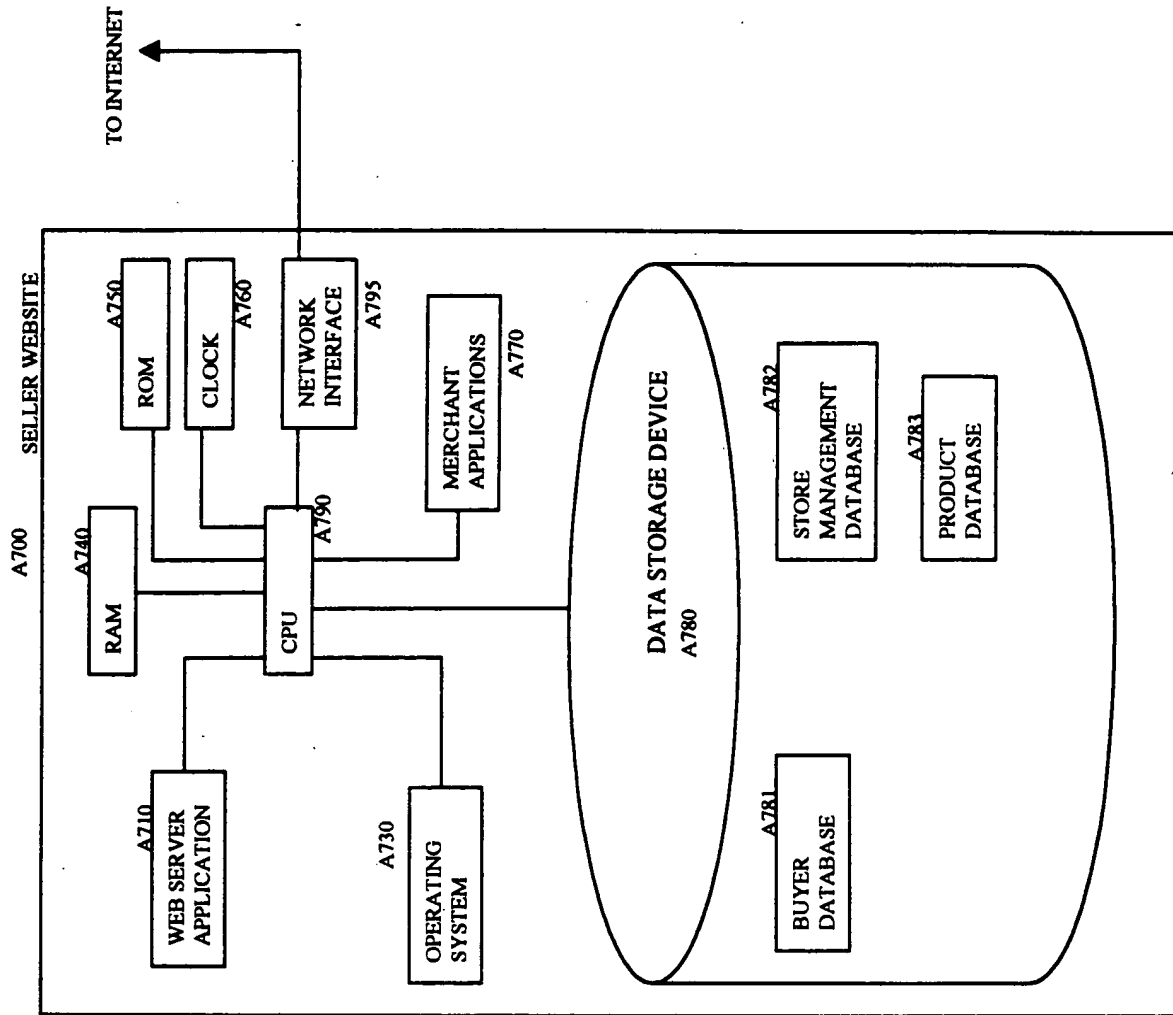 A700
SELLER WEBSITE
TO INTERNET
A710
WEB SERVER
APPLICATION
A740
RAM
A750
ROM
A760
CLOCK
A790
CPU
NETWORK
INTERFACE
A795
A730
OPERATING
SYSTEM
MERCHANT
APPLICATIONS
A770
DATA STORAGE DEVICE
A780
A781
BUYER
DATABASE
A782
STORE
MANAGEMENT
DATABASE
A783
PRODUCT
DATABASE